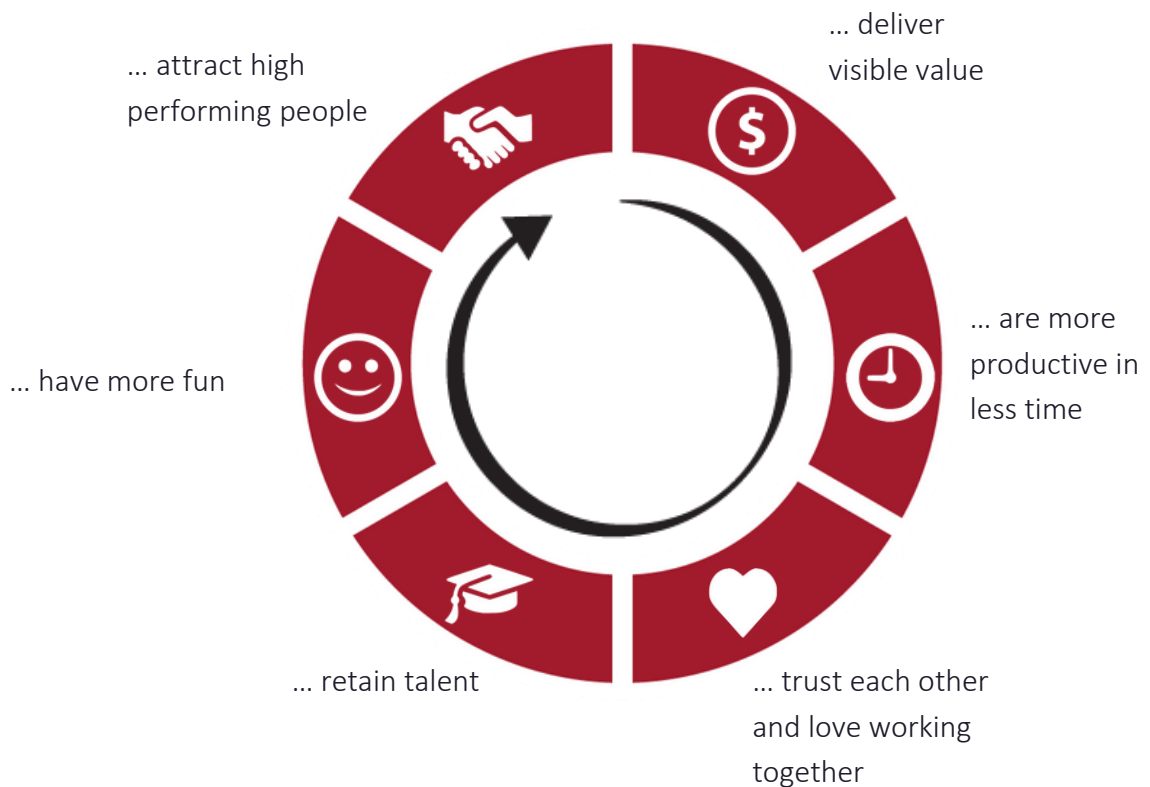 ... deliver
visible value
... attract high
performing people
... are more
productive in
less time
... have more fun
... retain talent
... trust each other
and love working
together
$